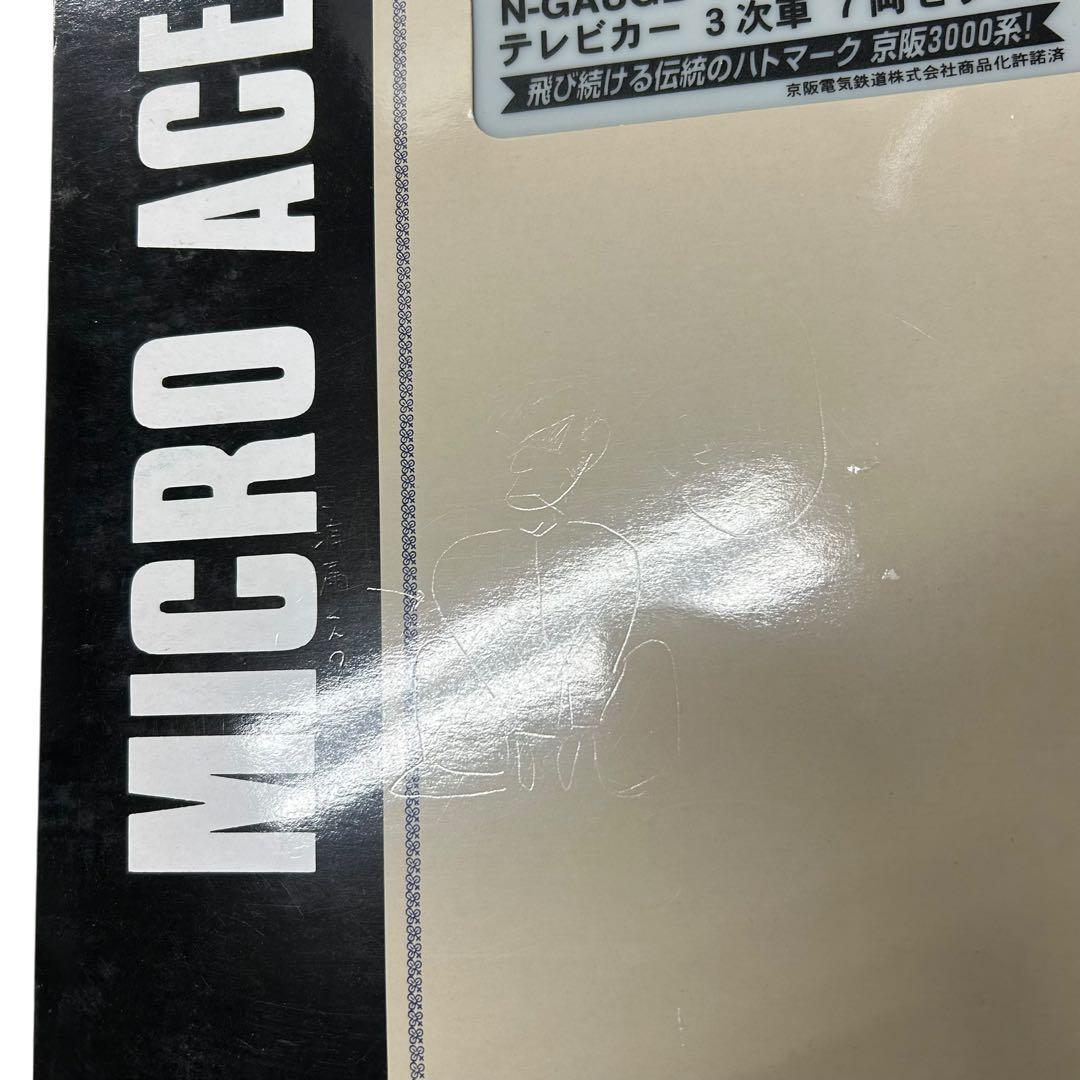 MICRO ACE
テレビカー 3次車 7両セ
飛び続ける伝統のハトマーク 京阪3000系!
京阪電気鉄道株式会社商品化許諾済